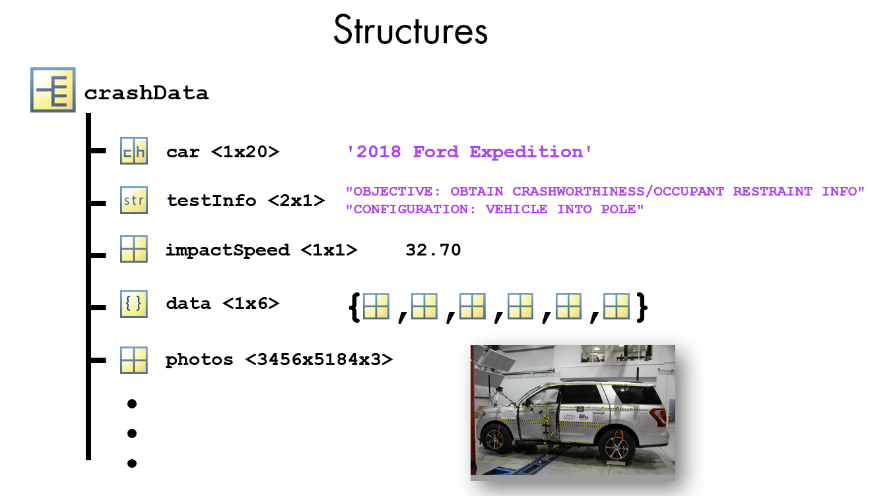 Structures
crashData
ch car <1x20> '2018 Ford Expedition'
str testInfo <2x1> "OBJECTIVE: OBTAIN CRASHWORTHINESS/OCCUPANT RESTRAINT INFO"
"CONFIGURATION: VEHICLE INTO POLE"
impactSpeed <1x1> 32.70
{} data <1x6> { , , , , , }
photos <3456x5184x3>